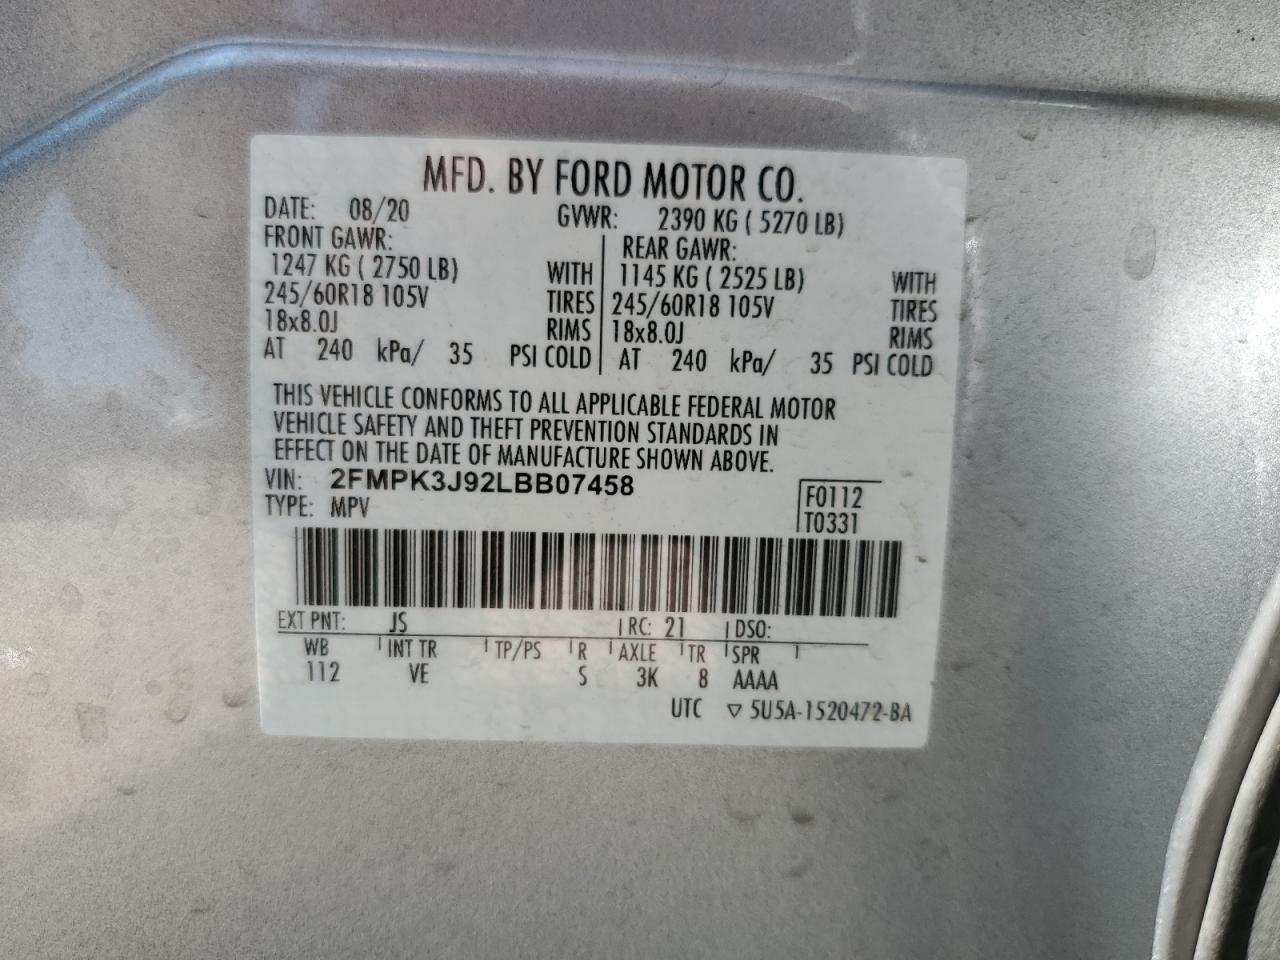 MFD. BY FORD MOTOR CO.
DATE: 08/20 GVWR: 2390 KG ( 5270 LB)
FRONT GAWR: REAR GAWR:
1247 KG ( 2750 LB) WITH 1145 KG ( 2525 LB) WITH
245/60R18 105V TIRES 245/60R18 105V TIRES
18x8.0J RIMS 18x8.0J RIMS
AT 240 kPa/ 35 PSI COLD AT 240 kPa/ 35 PSI COLD
THIS VEHICLE CONFORMS TO ALL APPLICABLE FEDERAL MOTOR
VEHICLE SAFETY AND THEFT PREVENTION STANDARDS IN
EFFECT ON THE DATE OF MANUFACTURE SHOWN ABOVE.
VIN: 2FMPK3J92LBB07458 F0112
TYPE: MPV T0331
EXT PNT: JS RC: 21 DSO:
WB INT TR TP/PS R AXLE TR SPR
112 VE S 3K 8 AAAA
UTC ▽ 5U5A-1520472-BA